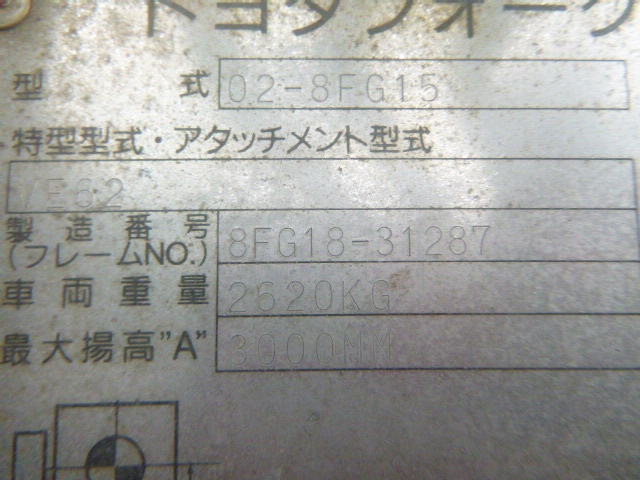 トヨタフォーク
型 式 02-8FG15
特型型式・アタッチメント型式
VE62
製造番号 8FG18-31287
(フレームNO.)
車両重量 2620KG
最大揚高"A" 3000MM